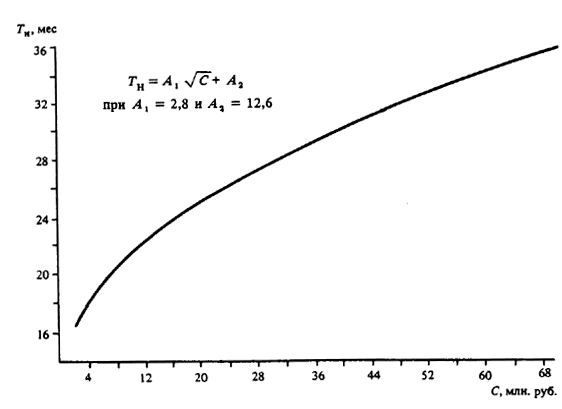 Tн, мес
36
Tн = A₁ √C + A₂
при A₁ = 2,8 и A₂ = 12,6
32
28
24
20
16
4 12 20 28 36 44 52 60 68
C, млн. руб.